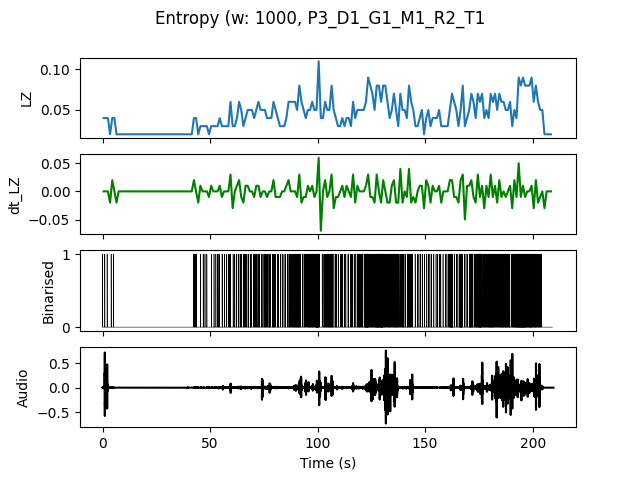 Entropy (w: 1000, P3_D1_G1_M1_R2_T1
0.10
0.05
LZ
0.05
0.00
−0.05
dt_LZ
1
0
Binarised
0.5
0.0
−0.5
Audio
0 50 100 150 200
Time (s)